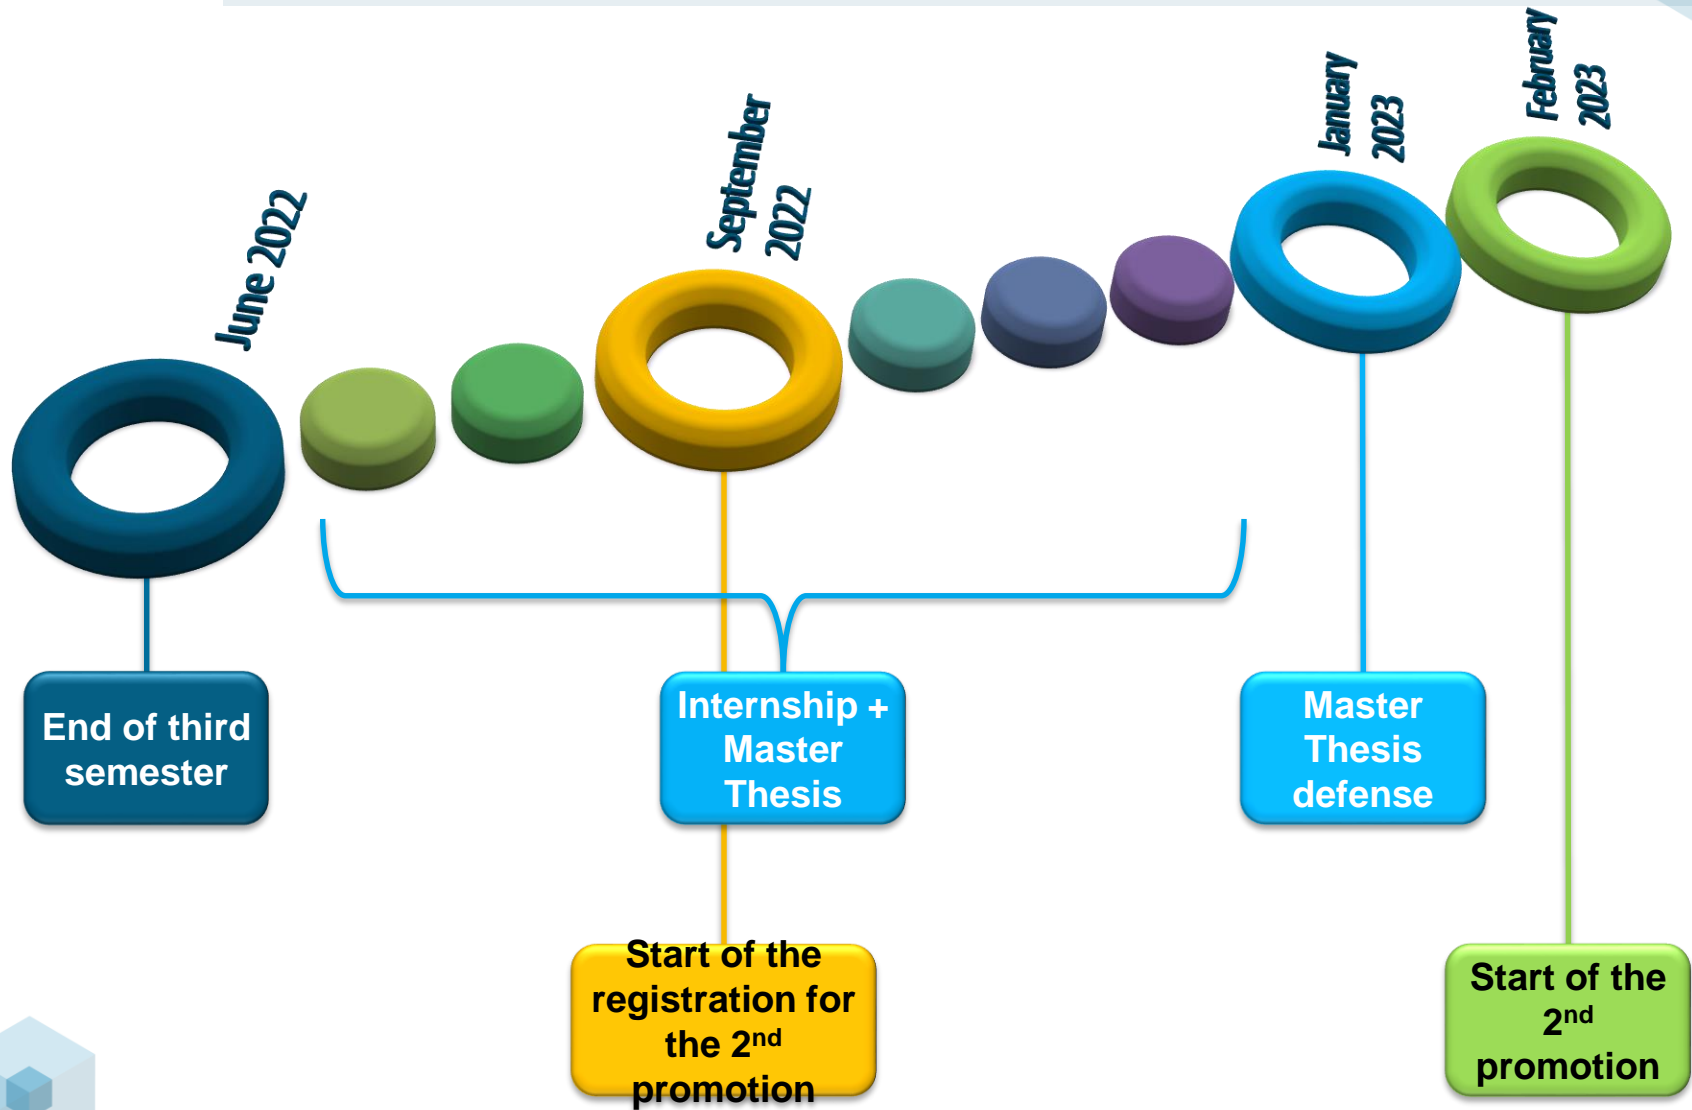 June 2022
September
2022
January
2023
February
2023
End of third
semester
Internship +
Master
Thesis
Master
Thesis
defense
Start of the
registration for
the 2nd
promotion
Start of the
2nd
promotion